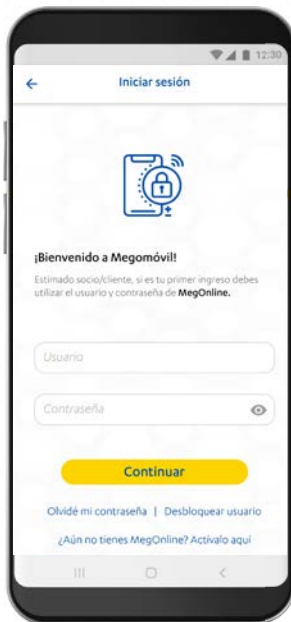 12:30
Iniciar sesión
¡Bienvenido a Megomóvil!
Estimado socio/cliente, si es tu primer ingreso debes
utilizar el usuario y contraseña de MegOnline.
Usuario
Contraseña
Continuar
Olvidé mi contraseña | Desbloquear usuario
¿Aún no tienes MegOnline? Actívalo aquí